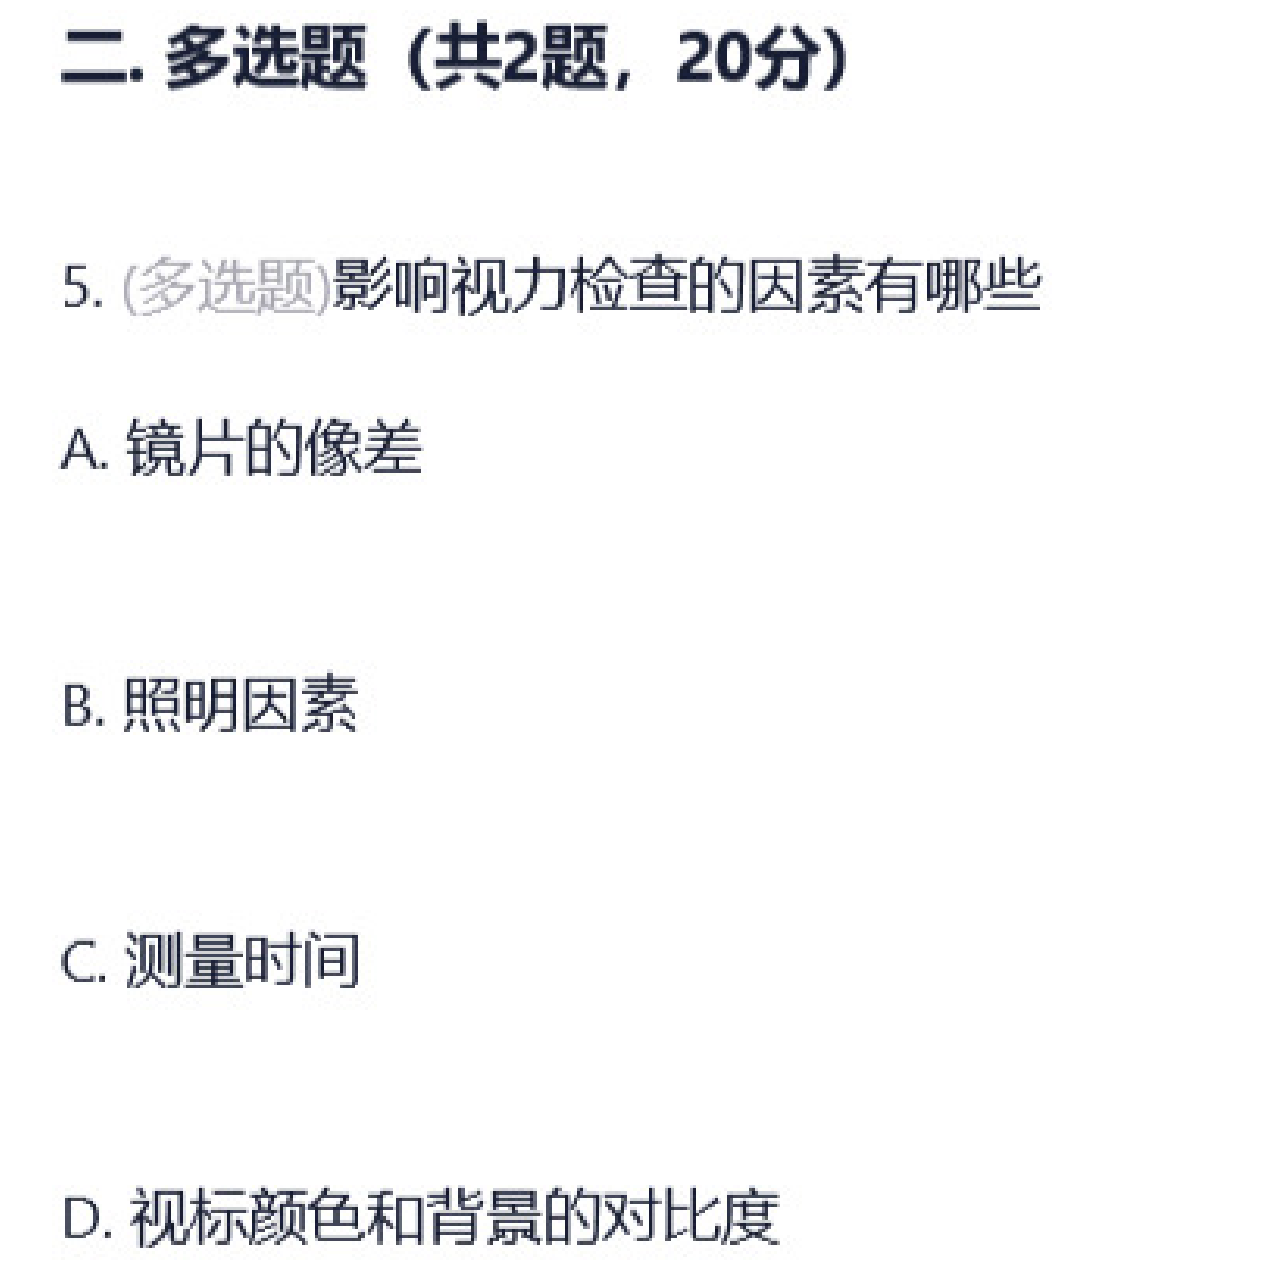 二. 多选题（共2题，20分）
5. (多选题)影响视力检查的因素有哪些
A. 镜片的像差
B. 照明因素
C. 测量时间
D. 视标颜色和背景的对比度